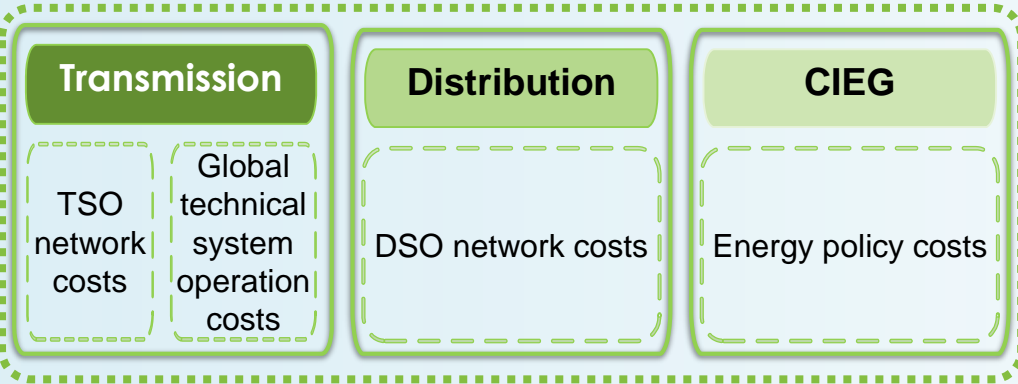 Transmission
TSO
network
costs
Global
technical
system
operation
costs
Distribution
DSO network costs
CIEG
Energy policy costs